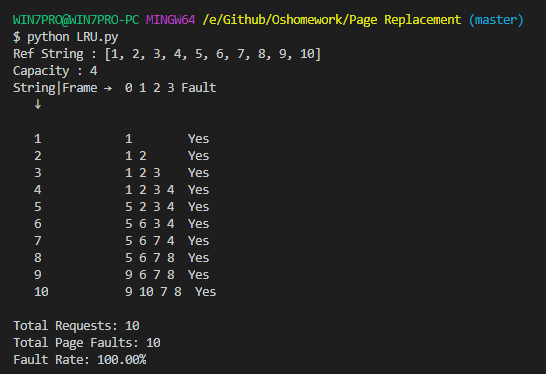 WIN7PRO@WIN7PRO-PC MINGW64 /e/Github/Oshomework/Page Replacement (master)
$ python LRU.py
Ref String : [1, 2, 3, 4, 5, 6, 7, 8, 9, 10]
Capacity : 4
String|Frame → 0 1 2 3 Fault
↓
1 1 Yes
2 1 2 Yes
3 1 2 3 Yes
4 1 2 3 4 Yes
5 5 2 3 4 Yes
6 5 6 3 4 Yes
7 5 6 7 4 Yes
8 5 6 7 8 Yes
9 9 6 7 8 Yes
10 9 10 7 8 Yes
Total Requests: 10
Total Page Faults: 10
Fault Rate: 100.00%